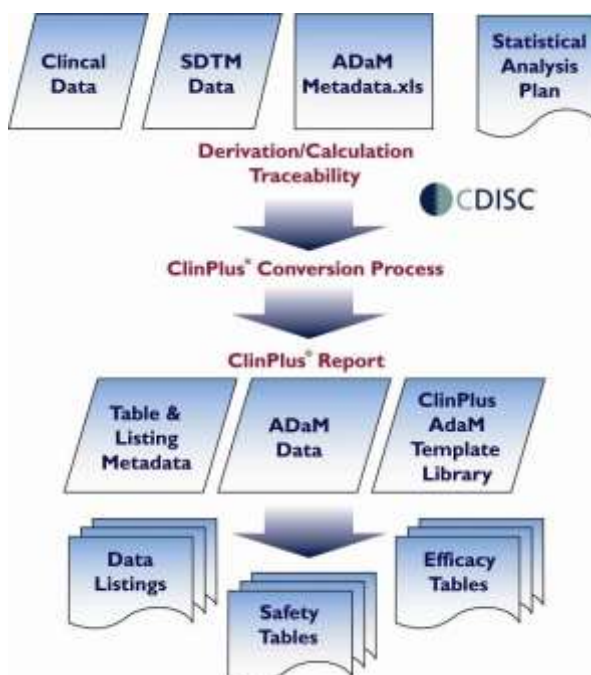 Clincal
Data
SDTM
Data
ADaM
Metadata.xls
Statistical
Analysis
Plan
Derivation/Calculation
Traceability
CDISC
ClinPlus® Conversion Process
ClinPlus® Report
Table &
Listing
Metadata
ADaM
Data
ClinPlus
AdaM
Template
Library
Data
Listings
Safety
Tables
Efficacy
Tables